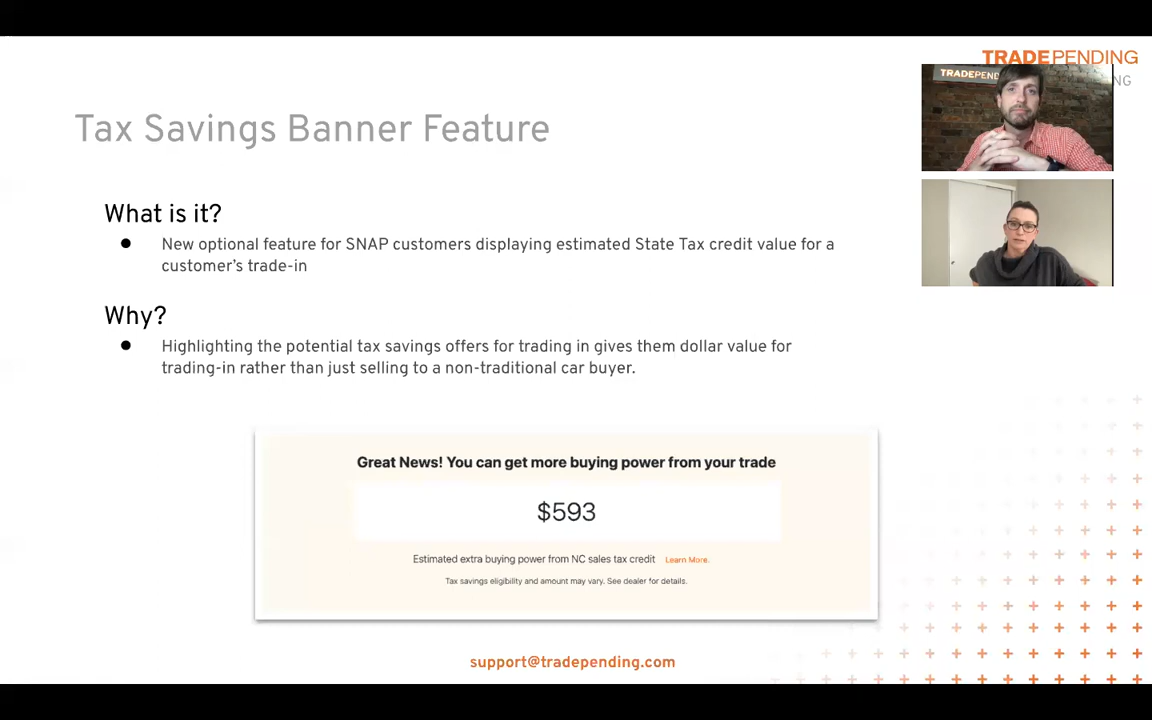 TRADEPENDING
TRADEPEND
NG
Tax Savings Banner Feature
What is it?
● New optional feature for SNAP customers displaying estimated State Tax credit value for a
customer’s trade-in
Why?
● Highlighting the potential tax savings offers for trading in gives them dollar value for
trading-in rather than just selling to a non-traditional car buyer.
Great News! You can get more buying power from your trade
$593
Estimated extra buying power from NC sales tax credit Learn More.
Tax savings eligibility and amount may vary. See dealer for details.
support@tradepending.com